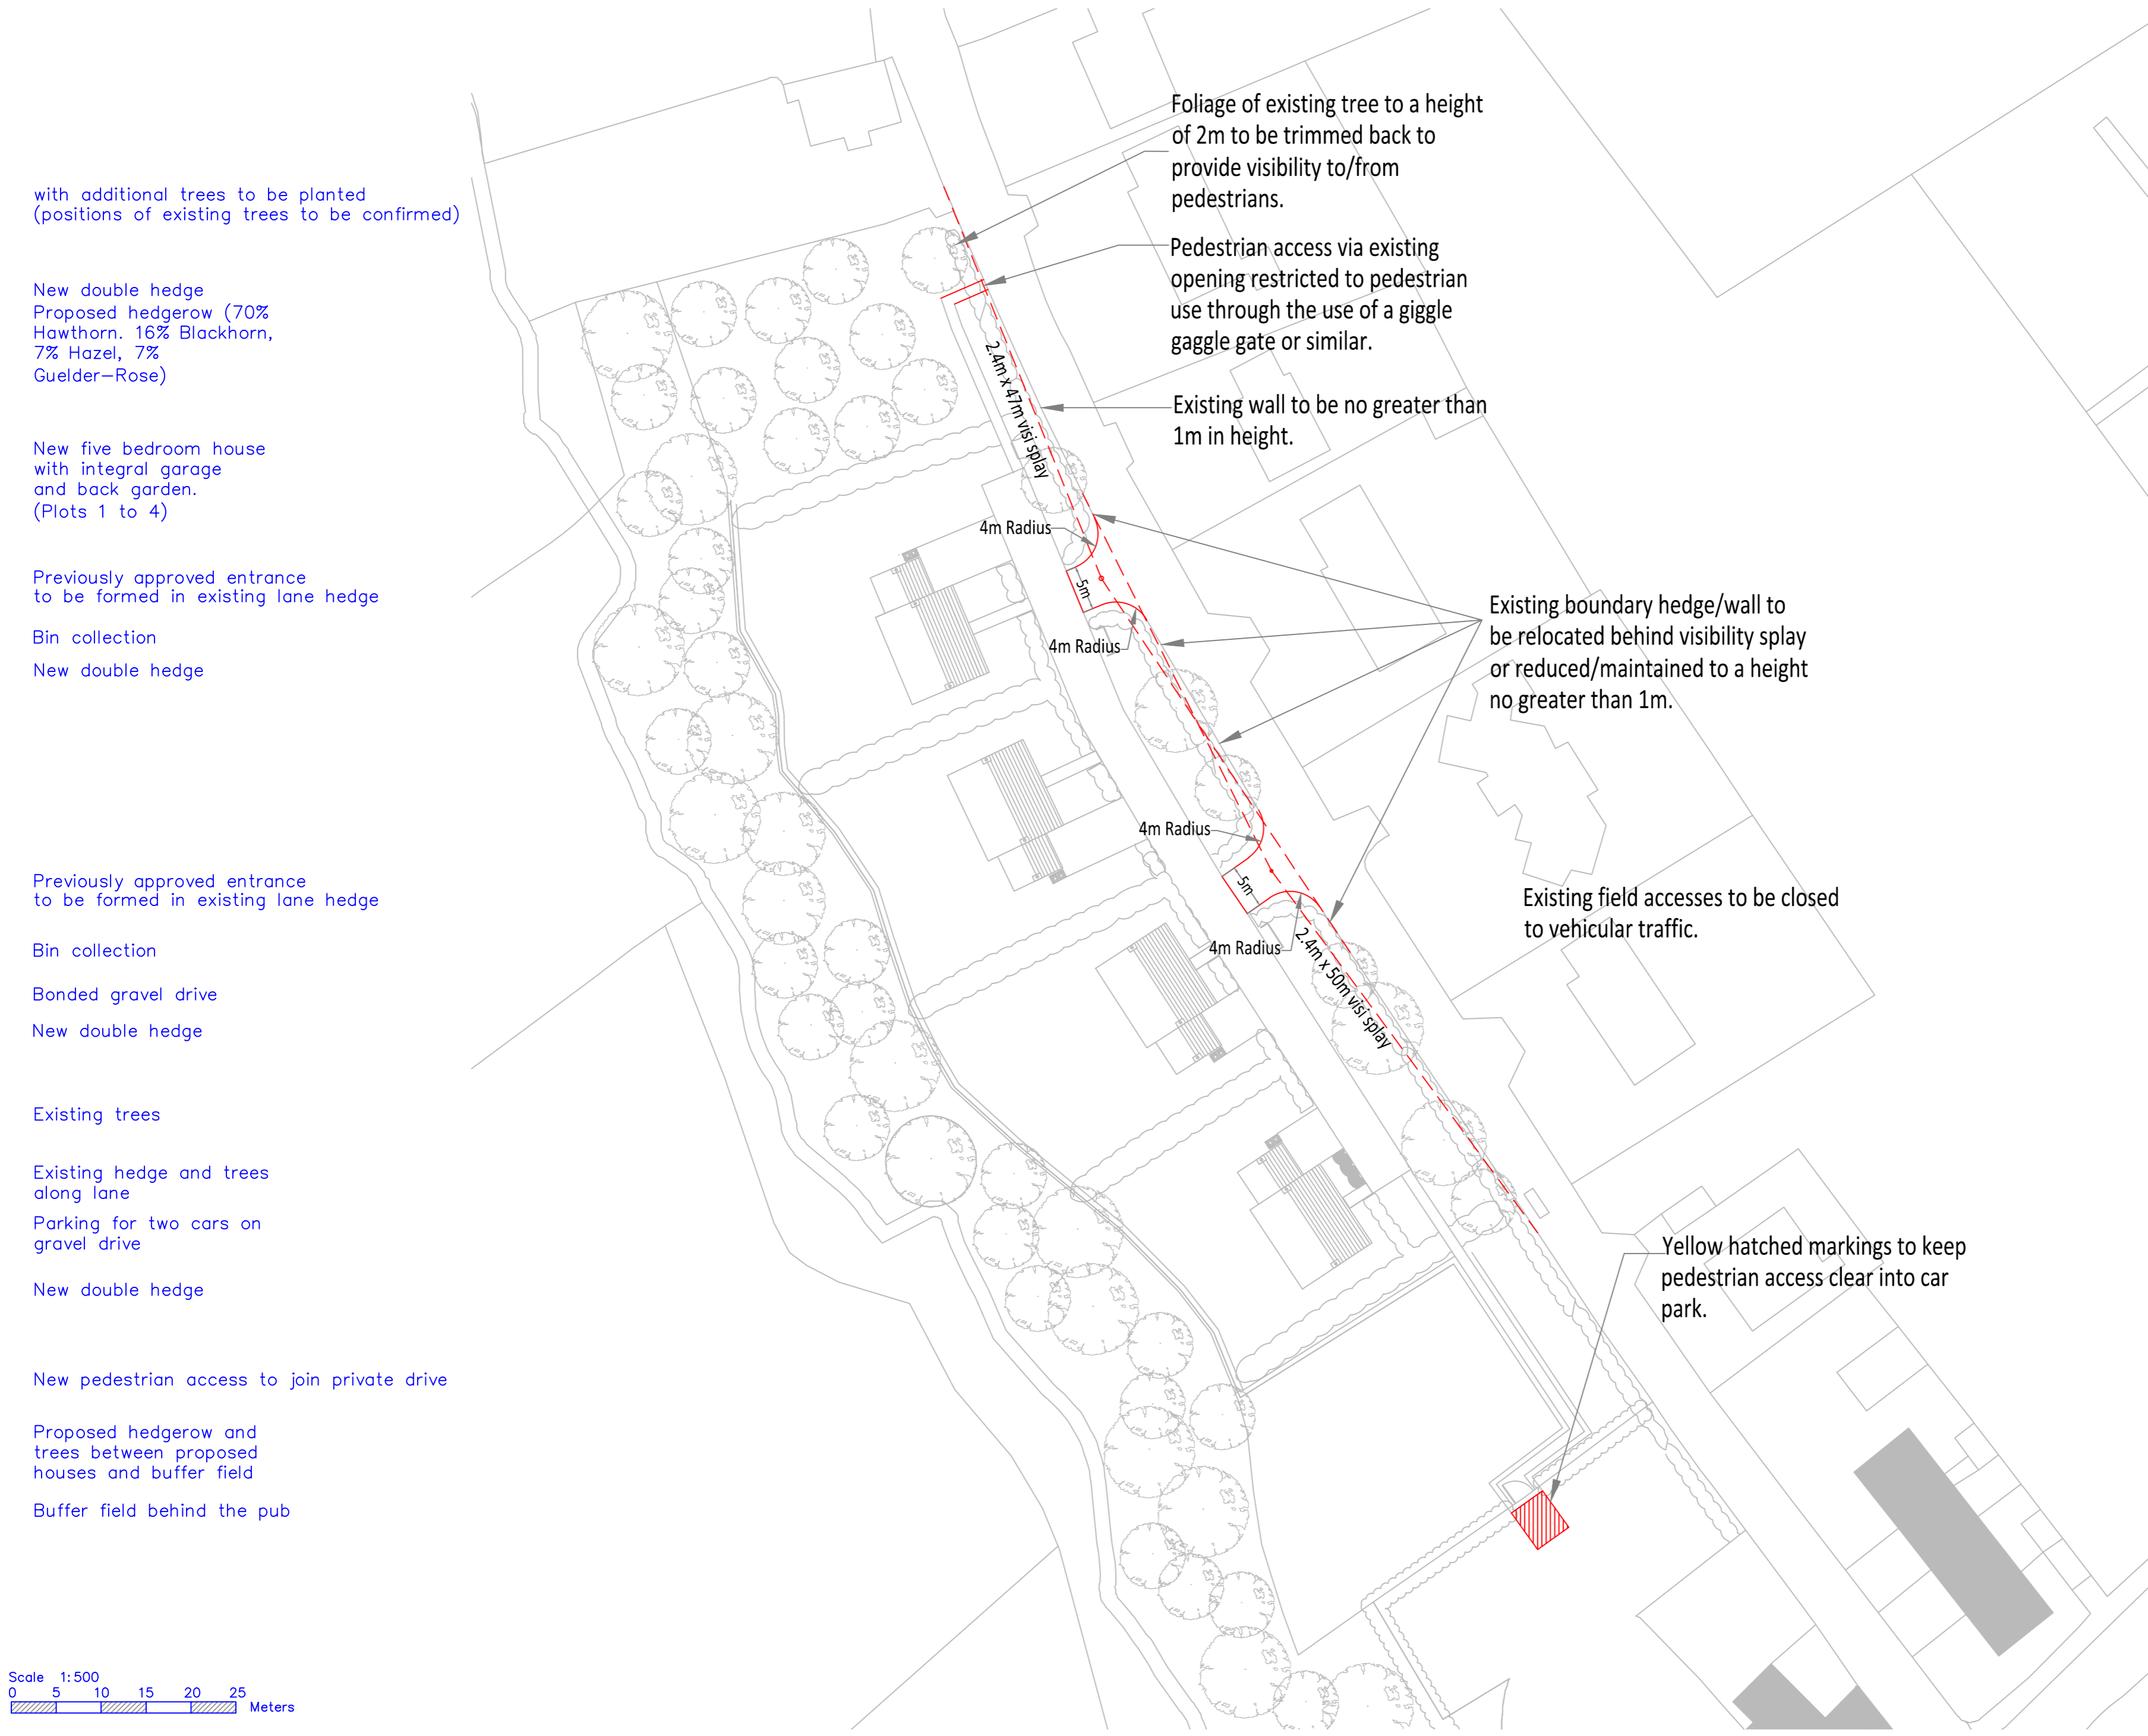 with additional trees to be planted
(positions of existing trees to be confirmed)
New double hedge
Proposed hedgerow (70%
Hawthorn. 16% Blackhorn,
7% Hazel, 7%
Guelder-Rose)
New five bedroom house
with integral garage
and back garden.
(Plots 1 to 4)
Previously approved entrance
to be formed in existing lane hedge
Bin collection
New double hedge
Previously approved entrance
to be formed in existing lane hedge
Bin collection
Bonded gravel drive
New double hedge
Existing trees
Existing hedge and trees
along lane
Parking for two cars on
gravel drive
New double hedge
New pedestrian access to join private drive
Proposed hedgerow and
trees between proposed
houses and buffer field
Buffer field behind the pub
Scale 1:500
0 5 10 15 20 25
Meters
Foliage of existing tree to a height
of 2m to be trimmed back to
provide visibility to/from
pedestrians.
Pedestrian access via existing
opening restricted to pedestrian
use through the use of a giggle
gaggle gate or similar.
Existing wall to be no greater than
1m in height.
2.4m x 47m visi splay
4m Radius
5m
4m Radius
Existing boundary hedge/wall to
be relocated behind visibility splay
or reduced/maintained to a height
no greater than 1m.
4m Radius
5m
4m Radius
2.4m x 50m visi splay
Existing field accesses to be closed
to vehicular traffic.
Yellow hatched markings to keep
pedestrian access clear into car
park.